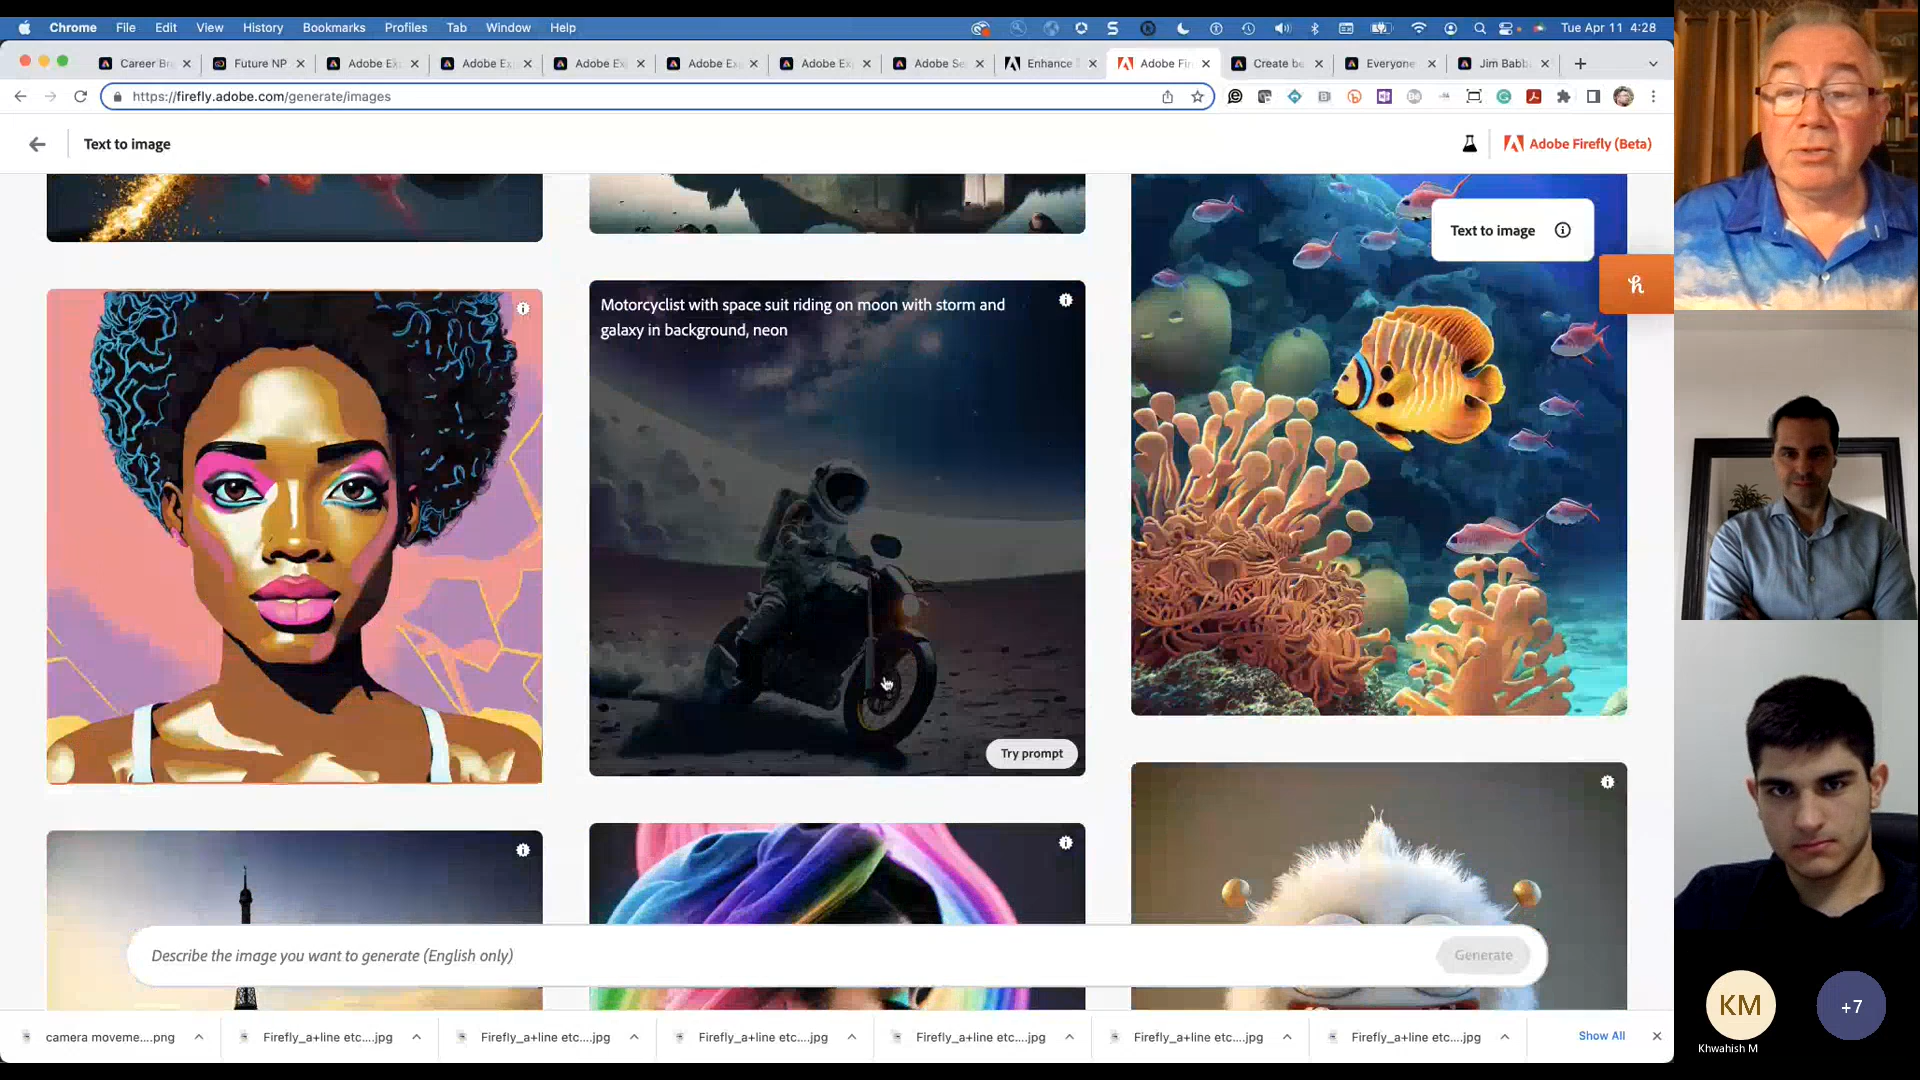 Chrome File Edit View History Bookmarks Profiles Tab Window Help
Tue Apr 11 4:28
Career Br
Future NP
Adobe Ex
Adobe Ex
Adobe Ex
Adobe Ex
Adobe Ex
Adobe Se
Enhance
Adobe Fir
Create be
Everyone
Jim Babb
https://firefly.adobe.com/generate/images
Text to image
Adobe Firefly (Beta)
Text to image
Motorcyclist with space suit riding on moon with storm and
galaxy in background, neon
Try prompt
Describe the image you want to generate (English only)
Generate
camera moveme....png
Firefly_a+line etc....jpg
Firefly_a+line etc....jpg
Firefly_a+line etc....jpg
Firefly_a+line etc....jpg
Firefly_a+line etc....jpg
Firefly_a+line etc....jpg
Show All
KM
+7
Khwahish M